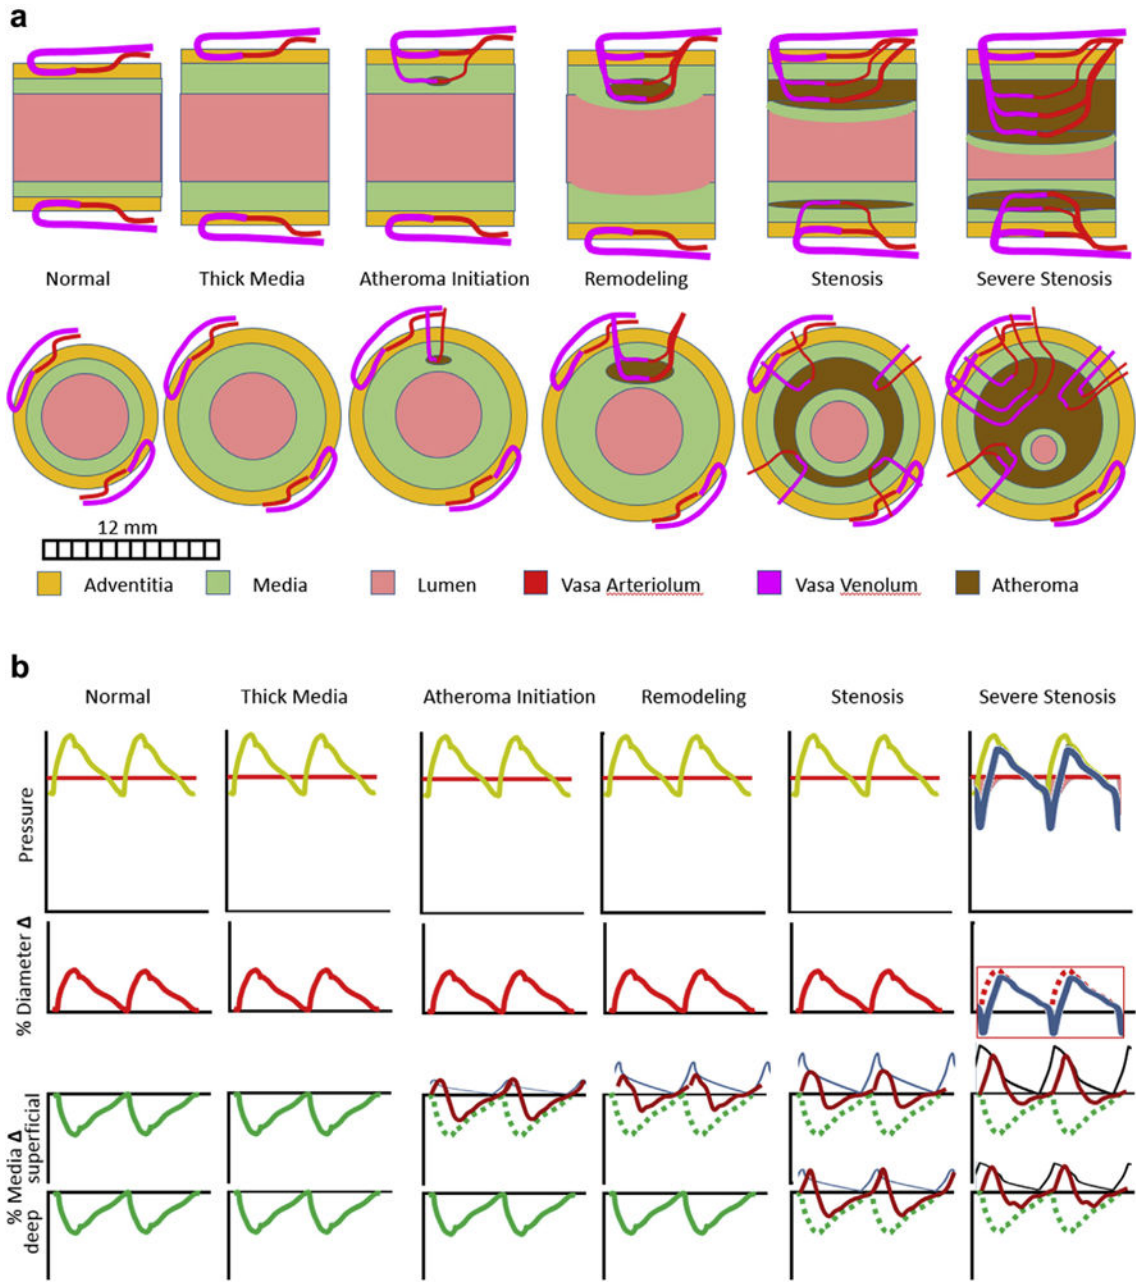 a
Normal
Thick Media
Atheroma Initiation
Remodeling
Stenosis
Severe Stenosis
12 mm
Adventitia
Media
Lumen
Vasa Arteriolum
Vasa Venolum
Atheroma
b
Normal
Thick Media
Atheroma Initiation
Remodeling
Stenosis
Severe Stenosis
Pressure
% Diameter Δ
% Media Δ
superficial
deep